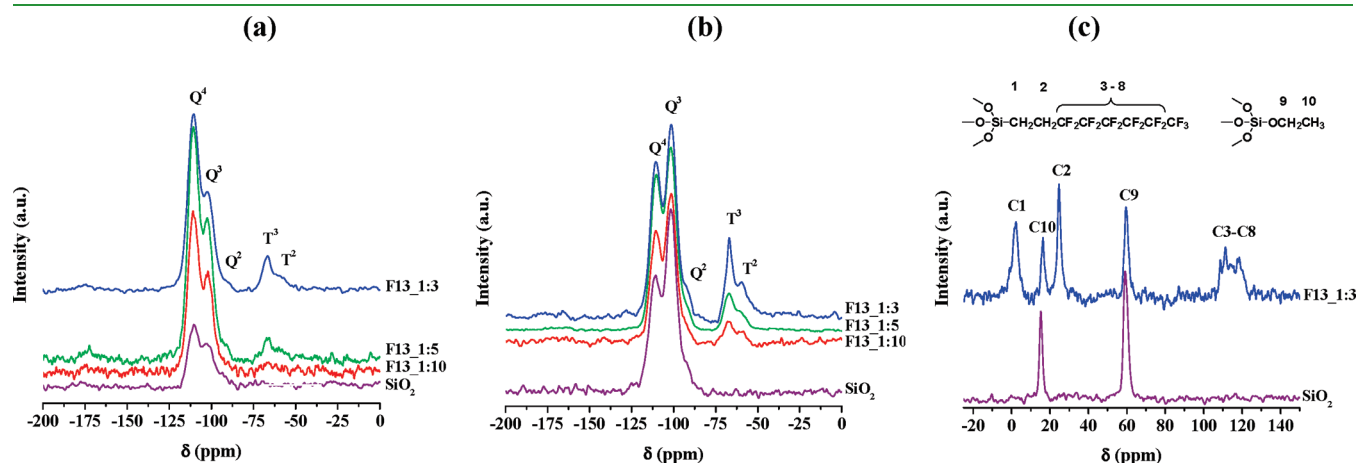 (a)
Q⁴
Q³
Q²
T³
T²
F13_1:3
F13_1:5
F13_1:10
SiO₂
Intensity (a.u.)
-200 -175 -150 -125 -100 -75 -50 -25 0
δ (ppm)
(b)
Q³
Q⁴
Q²
T³
T²
F13_1:3
F13_1:5
F13_1:10
SiO₂
Intensity (a.u.)
-200 -175 -150 -125 -100 -75 -50 -25 0
δ (ppm)
(c)
1 2 3 - 8
O
O-Si-CH₂CH₂CF₂CF₂CF₂CF₂CF₂CF₃
O
9 10
O
O-Si-OCH₂CH₃
O
C1
C10
C2
C9
C3-C8
F13_1:3
SiO₂
Intensity (a.u.)
-20 0 20 40 60 80 100 120 140
δ (ppm)